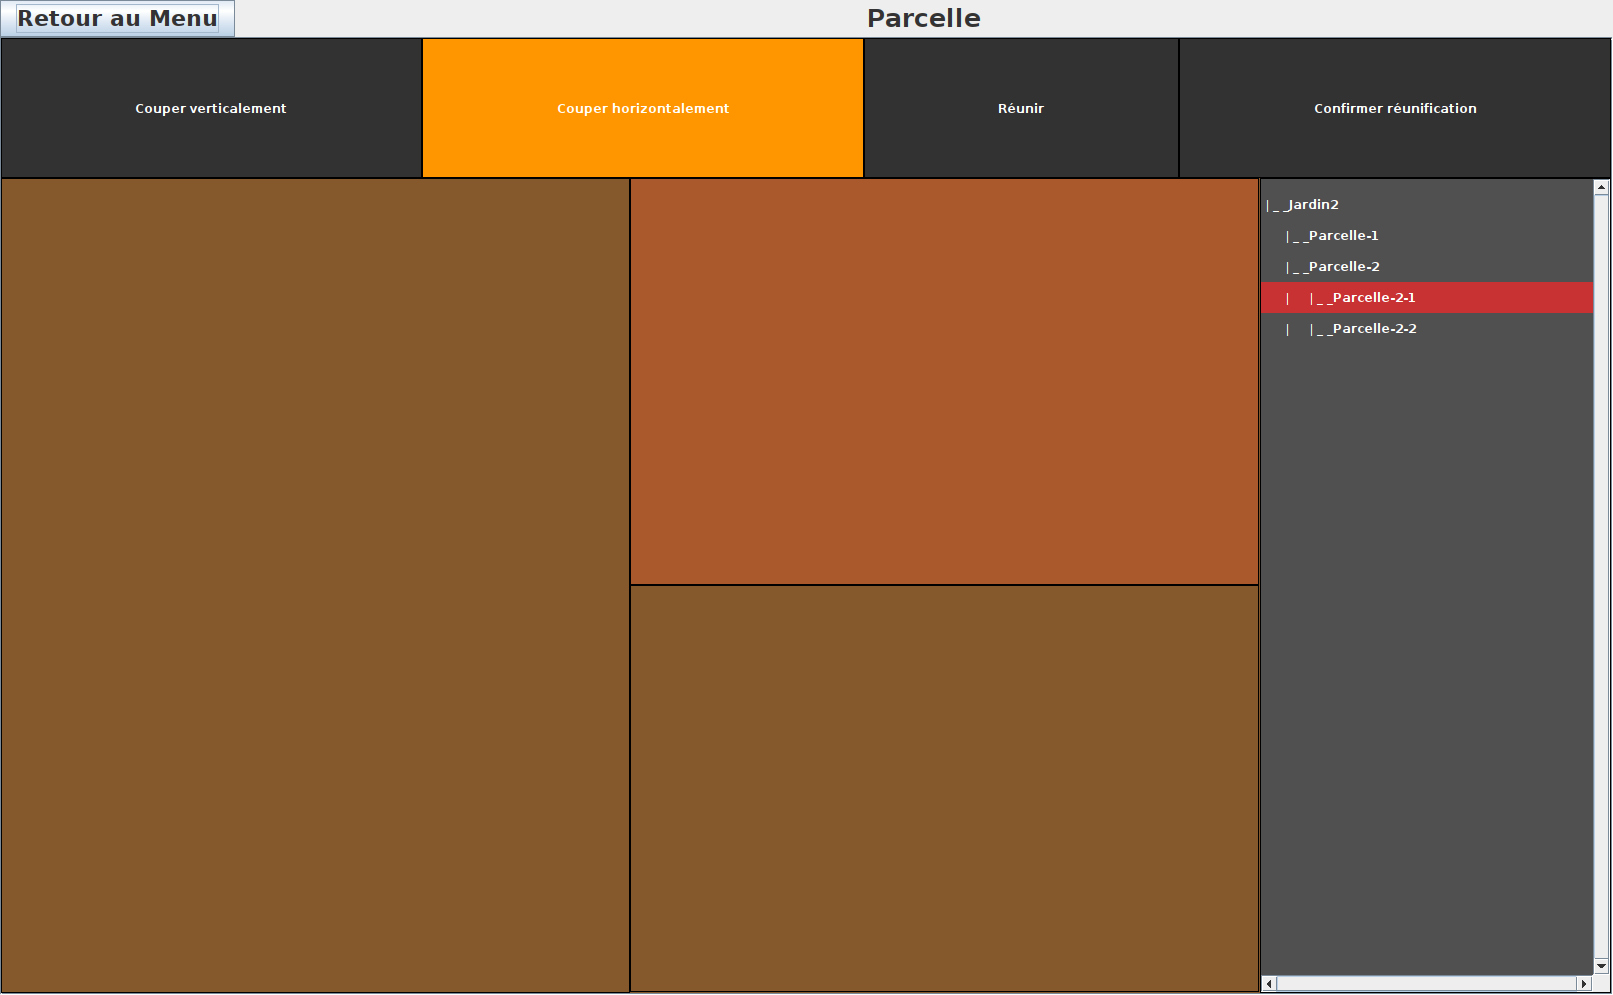 Retour au Menu
Parcelle
Couper verticalement
Couper horizontalement
Réunir
Confirmer réunification
|_ _Jardin2
|_ _Parcelle-1
|_ _Parcelle-2
| |_ _Parcelle-2-1
| |_ _Parcelle-2-2